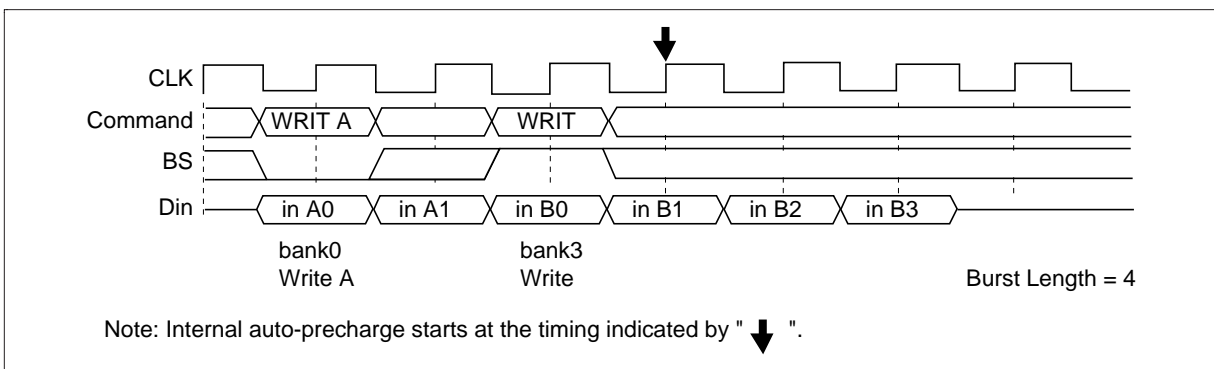 CLK
Command WRIT A WRIT
BS
Din in A0 in A1 in B0 in B1 in B2 in B3
bank0 bank3
Write A Write Burst Length = 4
Note: Internal auto-precharge starts at the timing indicated by " ".